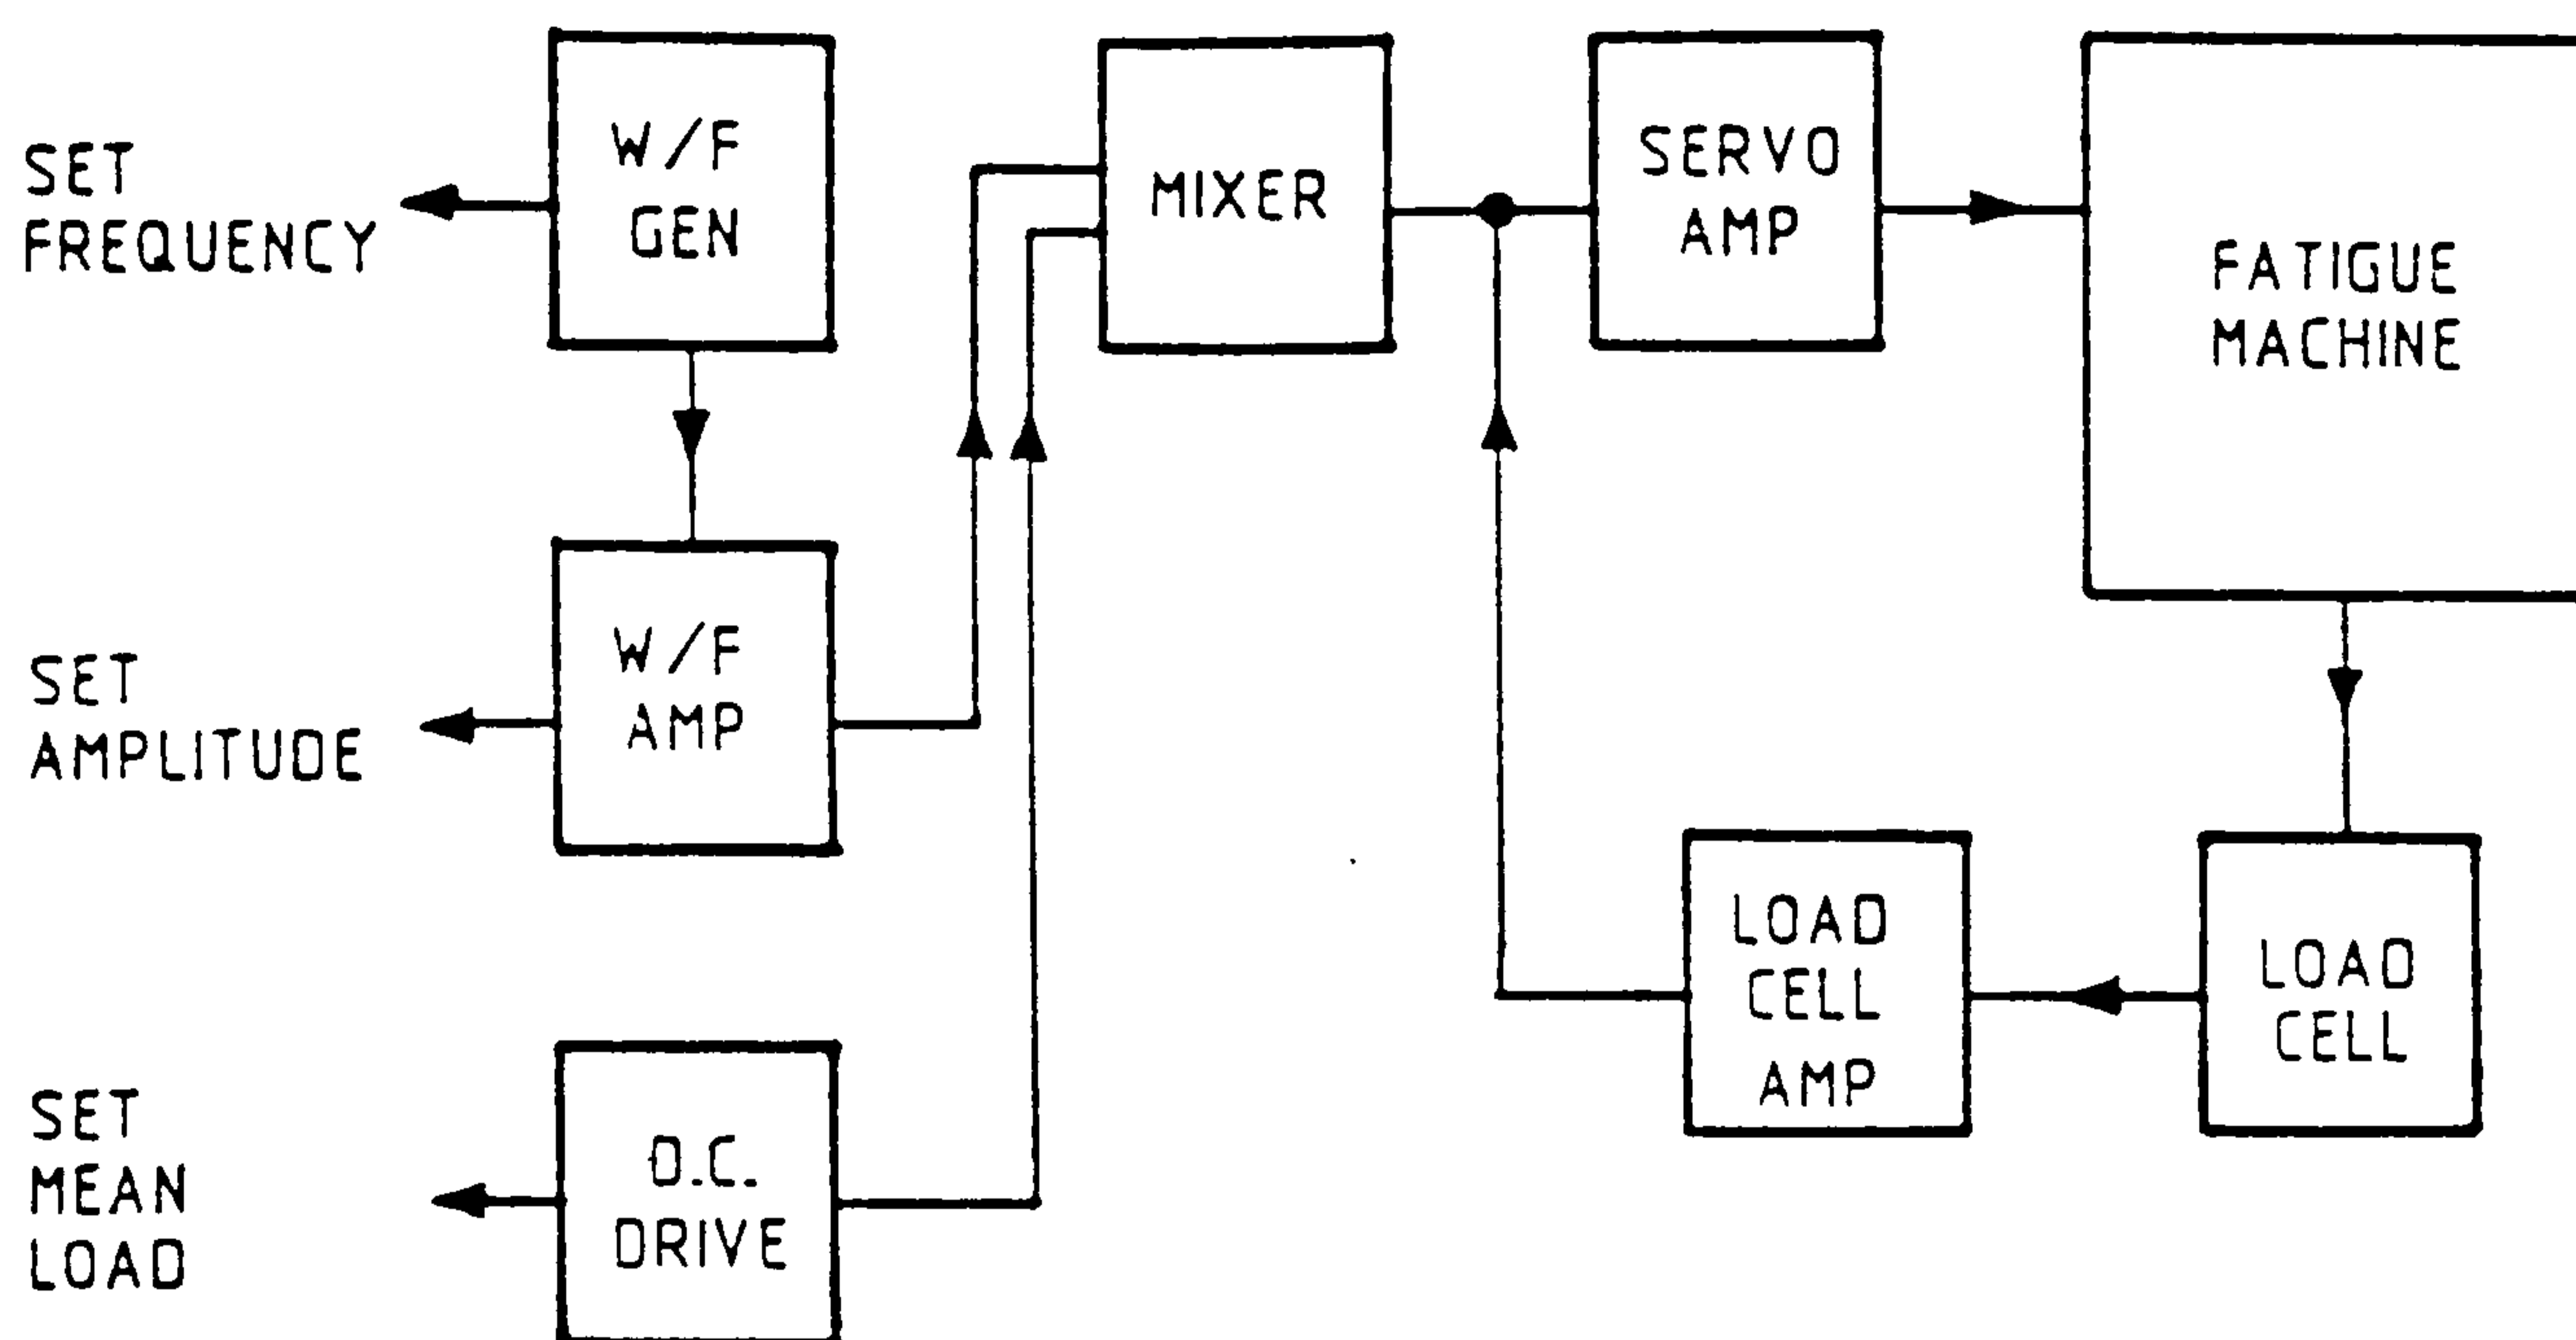 SET
FREQUENCY
W/F
GEN
MIXER
SERVO
AMP
FATIGUE
MACHINE
SET
AMPLITUDE
W/F
AMP
LOAD
CELL
AMP
LOAD
CELL
SET
MEAN
LOAD
D.C.
DRIVE